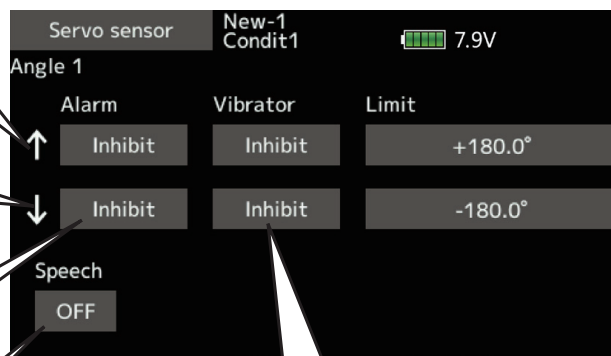 Servo sensor
New-1
Condit1
7.9V
Angle 1
Alarm Vibrator Limit
↑ Inhibit Inhibit +180.0°
↓ Inhibit Inhibit -180.0°
Speech
OFF